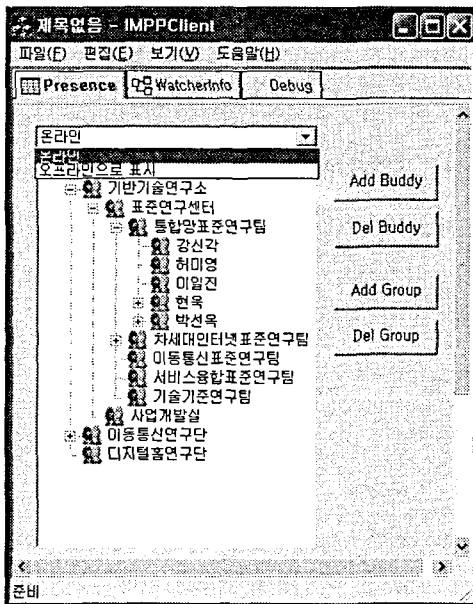 제목없음 - IMPPClient
파일(F) 편집(E) 보기(V) 도움말(H)
Presence WatcherInfo Debug
온라인
온라인
오프라인으로 표시
기반기술연구소
Add Buddy
표준연구센터
통합망표준연구팀
Del Buddy
강신각
허미영
이일진
Add Group
현욱
박선옥
차세대인터넷표준연구팀
Del Group
이동통신표준연구팀
서비스융합표준연구팀
기술기준연구팀
사업개발실
이동통신연구단
디지털홈연구단
준비